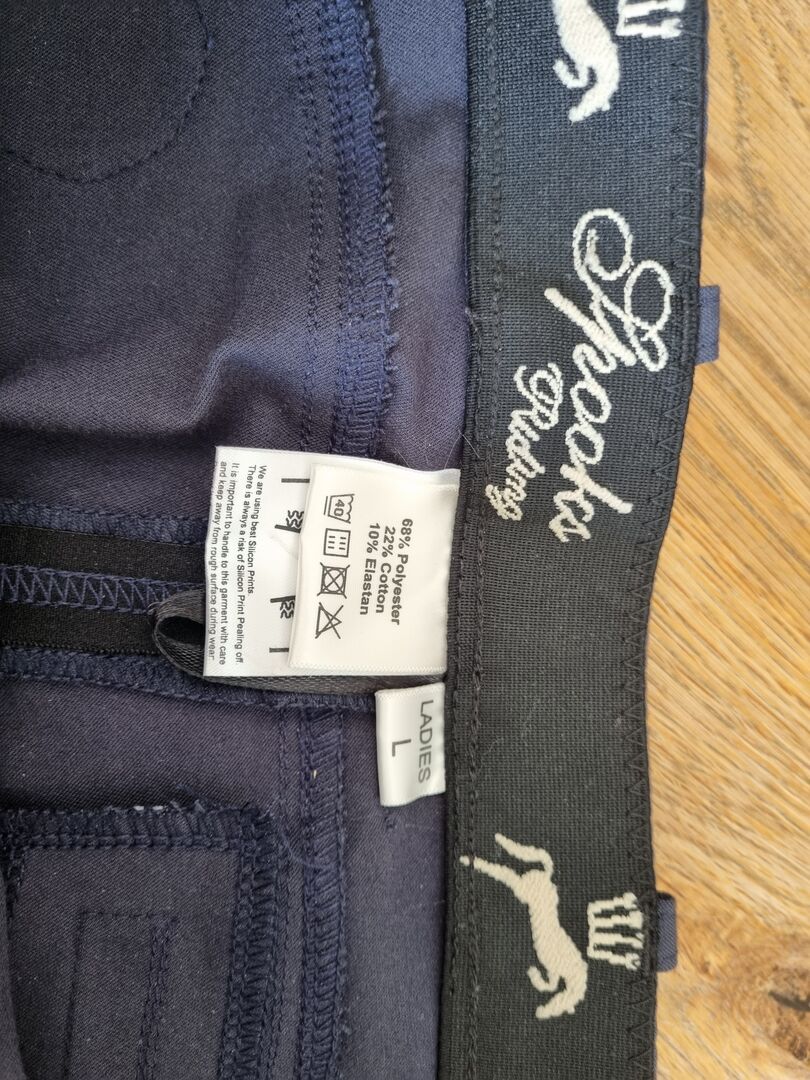 Spooks
Riding
68% Polyester
22% Cotton
10% Elastan
40
We are using best Silicon Prints
There is always a risk of Silicon Print Pealing off.
It is important to handle to this garment with care
and keep away from rough surface during wear
LADIES
L